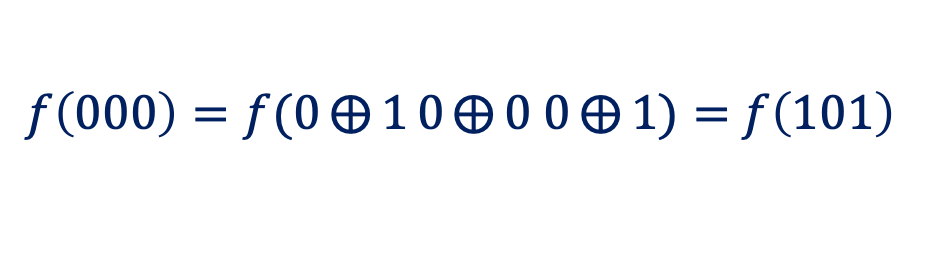 f(000) = f(0⊕1 0⊕0 0⊕1) = f(101)